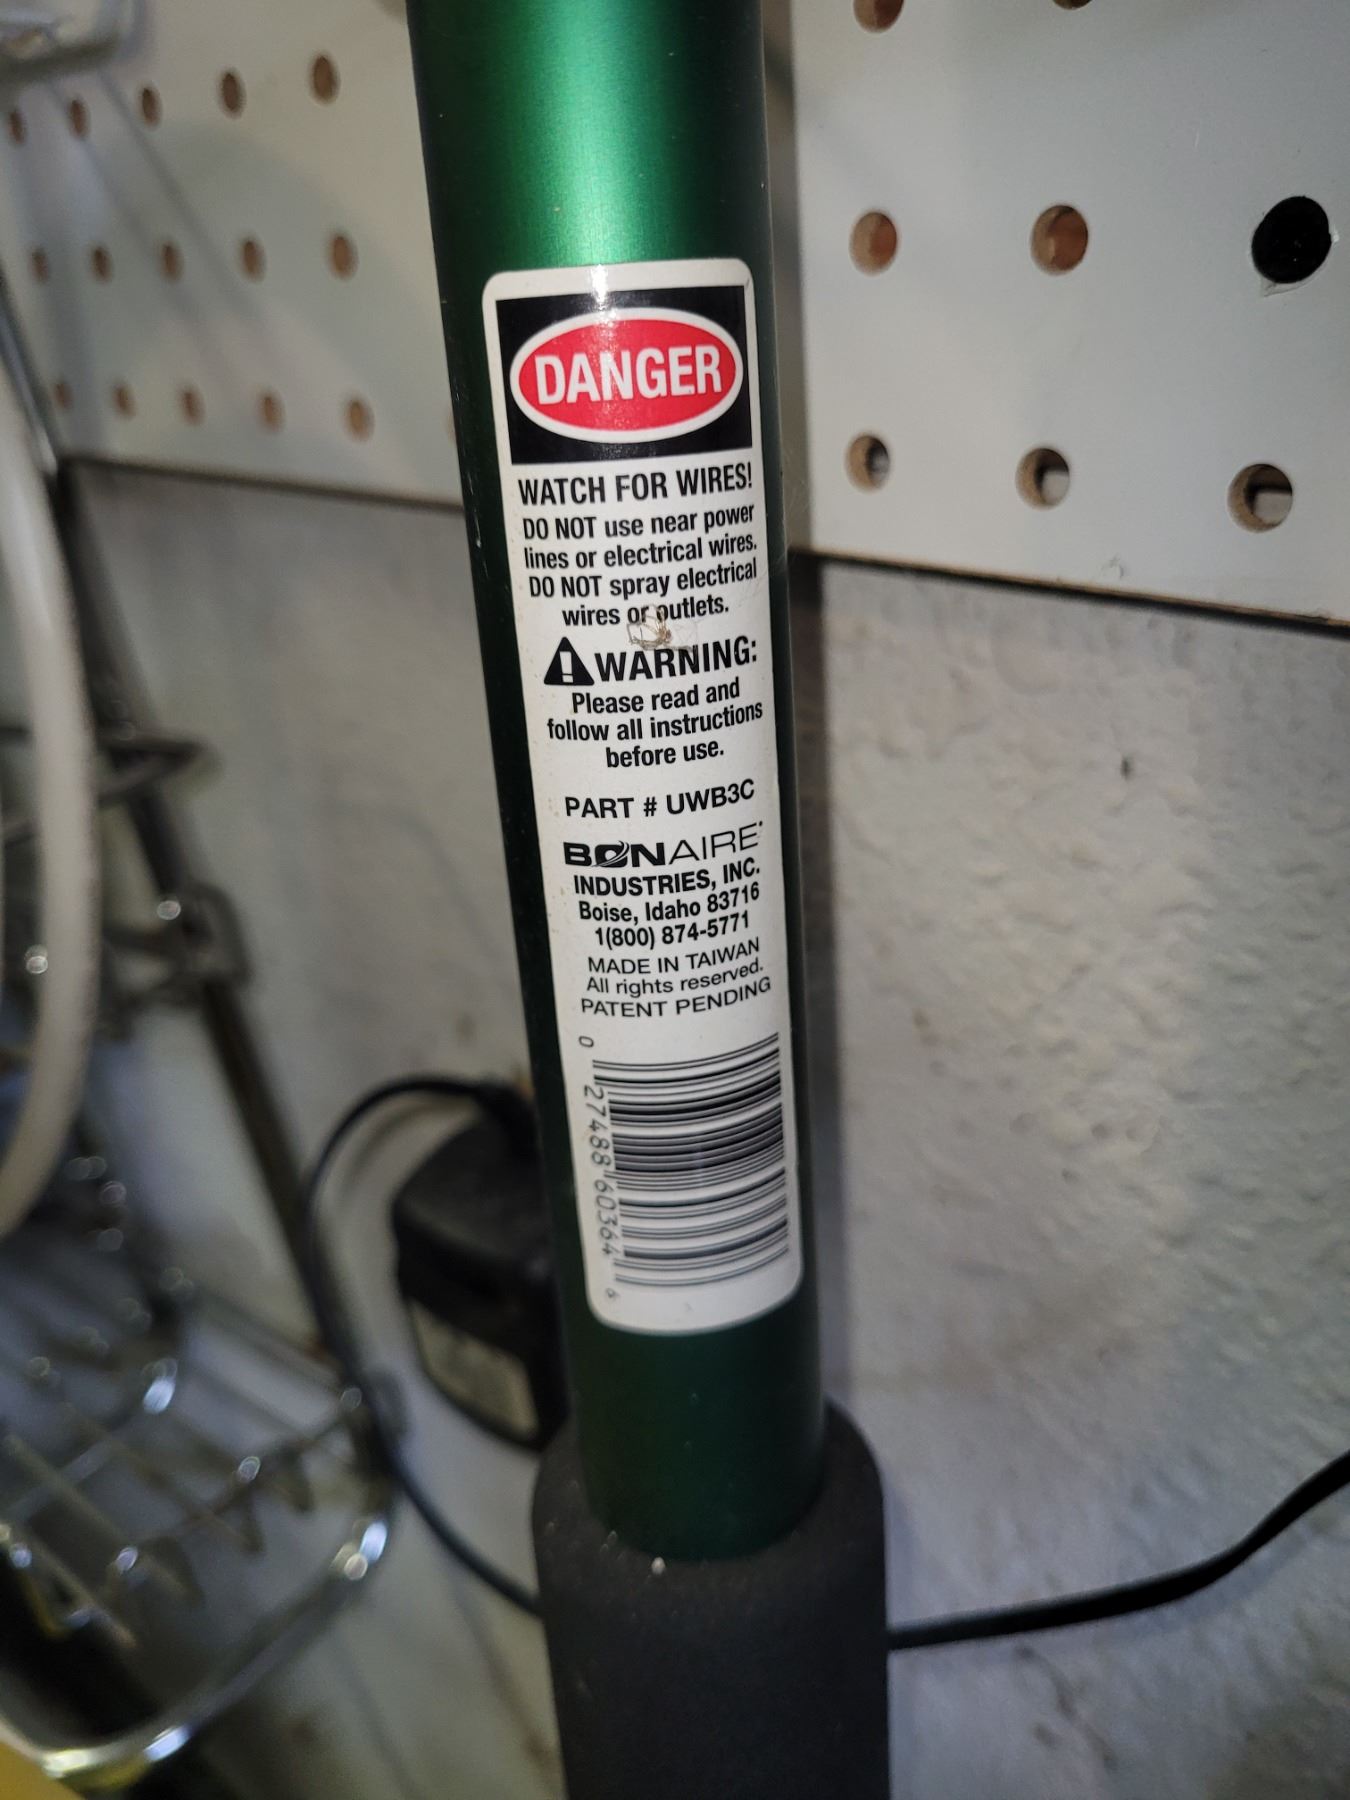 DANGER
WATCH FOR WIRES!
DO NOT use near power
lines or electrical wires.
DO NOT spray electrical
wires or outlets.
WARNING:
Please read and
follow all instructions
before use.
PART # UWB3C
BONAIRE
INDUSTRIES, INC.
Boise, Idaho 83716
1(800) 874-5771
MADE IN TAIWAN
All rights reserved.
PATENT PENDING
0 27488 60364 6